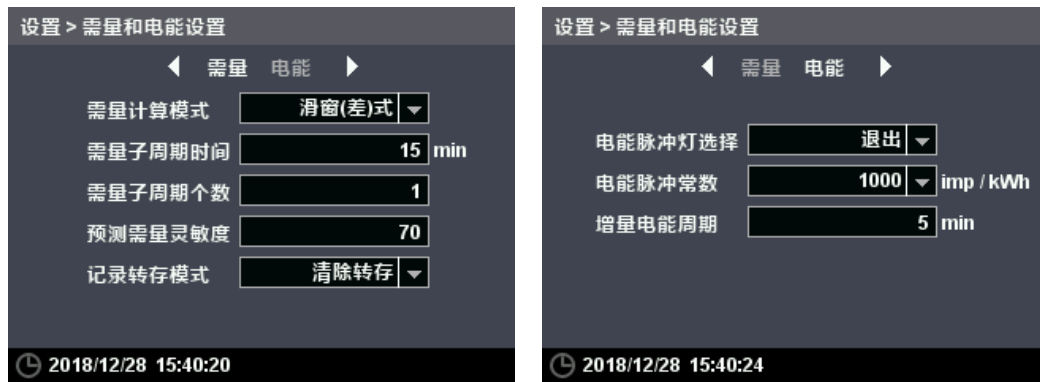 设置 > 需量和电能设置
需量 电能
需量计算模式 滑窗(差)式
需量子周期时间 15 min
需量子周期个数 1
预测需量灵敏度 70
记录转存模式 清除转存
2018/12/28 15:40:20
设置 > 需量和电能设置
需量 电能
电能脉冲灯选择 退出
电能脉冲常数 1000 imp / kWh
增量电能周期 5 min
2018/12/28 15:40:24